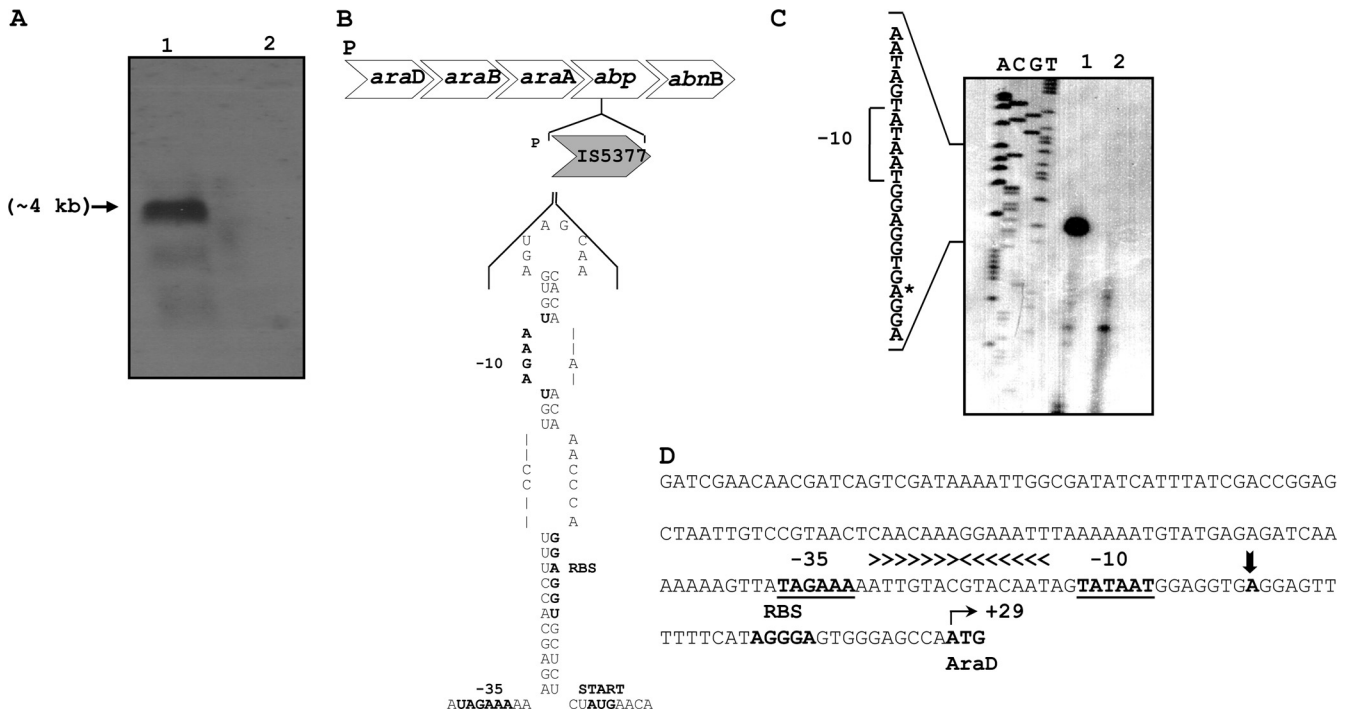 A
1 2
(~4 kb)
B
P
araD araB araA abp abnB
P
IS5377
A G
U C
G A
A A
GC
UA
GC
UA
A
A
-10 G A
A
UA
GC
UA
A
A
C C
C C
A
UG
UG
UA RBS
CG
CG
AU
CG
GC
AU
GC
AU
-35 START
AUAGAAAAA CUAUGAACA
C
AATAGTATAATGGAGGTGAGGA
*
-10
ACGT 1 2
D
GATCGAACAACGATCAGTCGATAAAATTGGCGATATCATTTATCGACCGGAG
CTAATTGTCCGTAACTCAACAAAGGAAATTTAAAAAATGTATGAGAGATCAA
-35 >>>>>>><<<<<<< -10
AAAAAGTTATAGAAAAATTGTACGTACAATAGTATAATGGAGGTGAGGAGTT
RBS +29
TTTTCATAGGGAGTGGGAGCCAATG
AraD